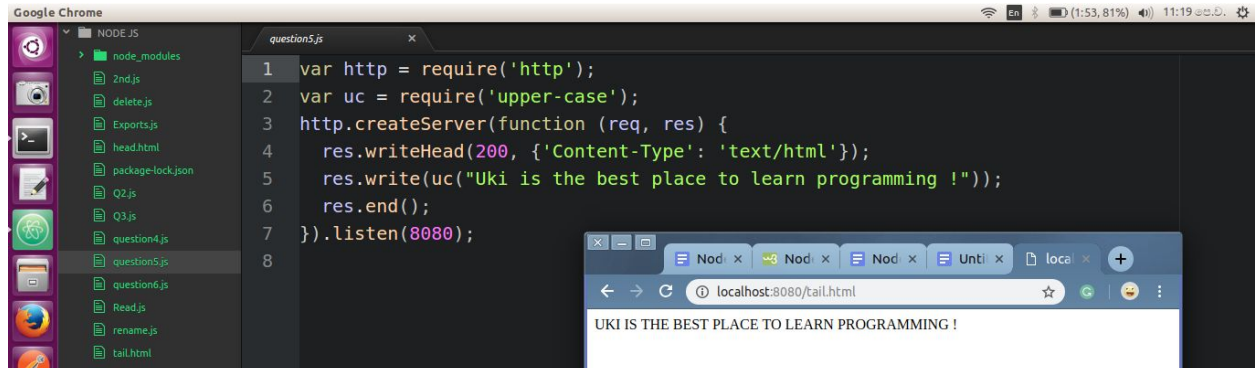 Google Chrome
En (1:53, 81%) 11:19 පෙ.ව.
NODE JS
node_modules
2nd.js
delete.js
Exports.js
head.html
package-lock.json
Q2.js
Q3.js
question4.js
question5.js
question6.js
Read.js
rename.js
tail.html
question5.js ×
1 var http = require('http');
2 var uc = require('upper-case');
3 http.createServer(function (req, res) {
4 res.writeHead(200, {'Content-Type': 'text/html'});
5 res.write(uc("Uki is the best place to learn programming !"));
6 res.end();
7 }).listen(8080);
8
Nod × Nod × Nod × Unti × local × +
localhost:8080/tail.html
UKI IS THE BEST PLACE TO LEARN PROGRAMMING !